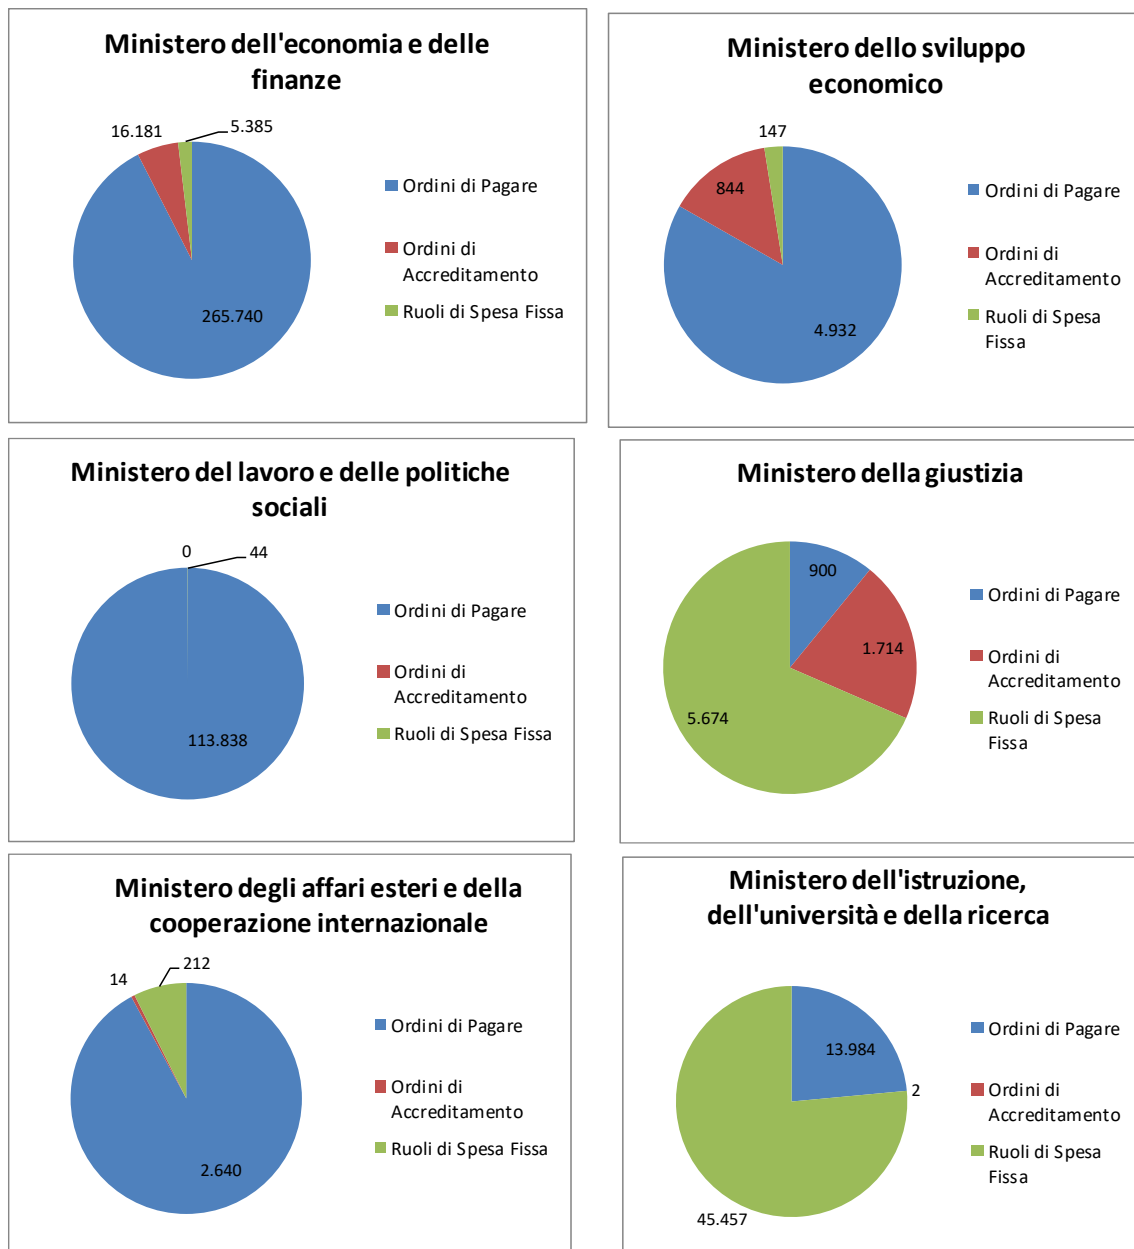 Ministero dell'economia e delle
finanze
16.181
5.385
265.740
Ordini di Pagare
Ordini di
Accreditamento
Ruoli di Spesa Fissa
Ministero dello sviluppo
economico
147
844
4.932
Ordini di Pagare
Ordini di
Accreditamento
Ruoli di Spesa
Fissa
Ministero del lavoro e delle politiche
sociali
0
44
113.838
Ordini di Pagare
Ordini di
Accreditamento
Ruoli di Spesa Fissa
Ministero della giustizia
900
1.714
5.674
Ordini di Pagare
Ordini di
Accreditamento
Ruoli di Spesa
Fissa
Ministero degli affari esteri e della
cooperazione internazionale
14
212
2.640
Ordini di Pagare
Ordini di
Accreditamento
Ruoli di Spesa Fissa
Ministero dell'istruzione,
dell'università e della ricerca
13.984
2
45.457
Ordini di Pagare
Ordini di
Accreditamento
Ruoli di Spesa
Fissa